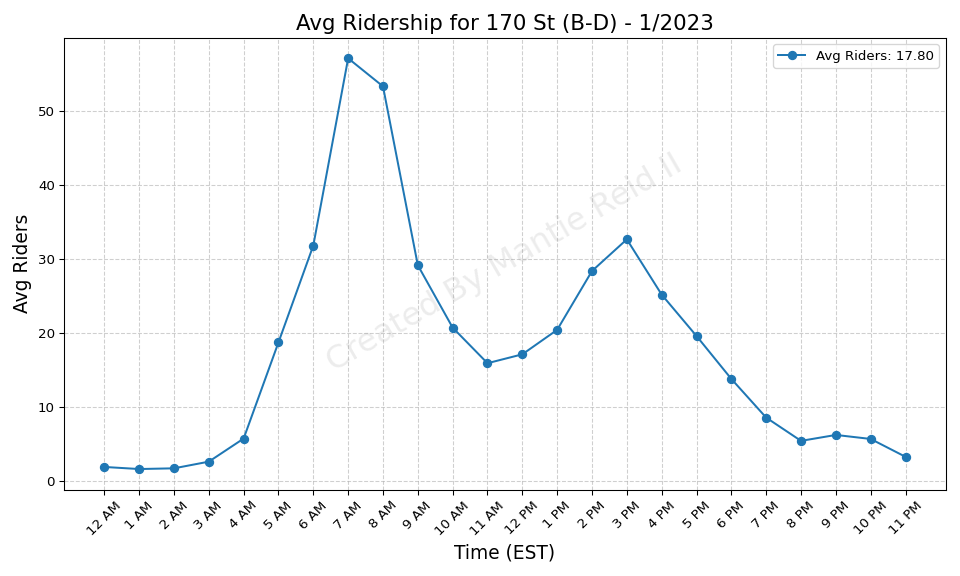 Avg Ridership for 170 St (B-D) - 1/2023
Avg Riders: 17.80
Created By Mantie Reid II
Avg Riders
50
40
30
20
10
0
12 AM
1 AM
2 AM
3 AM
4 AM
5 AM
6 AM
7 AM
8 AM
9 AM
10 AM
11 AM
12 PM
1 PM
2 PM
3 PM
4 PM
5 PM
6 PM
7 PM
8 PM
9 PM
10 PM
11 PM
Time (EST)